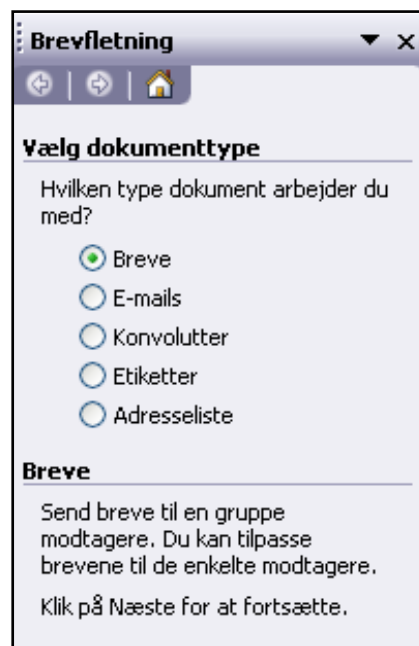 Brevfletning
Vælg dokumenttype
Hvilken type dokument arbejder du
med?
Breve
E-mails
Konvolutter
Etiketter
Adresseliste
Breve
Send breve til en gruppe
modtagere. Du kan tilpasse
brevene til de enkelte modtagere.
Klik på Næste for at fortsætte.